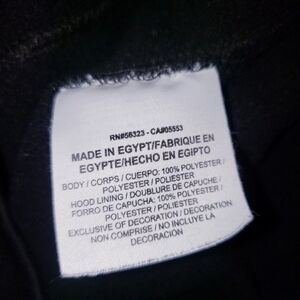 RN#56323 - CA#05553
MADE IN EGYPT/FABRIQUE EN
EGYPTE/HECHO EN EGIPTO
BODY / CORPS / CUERPO: 100% POLYESTER /
POLYESTER / POLIESTER
HOOD LINING / DOUBLURE DE CAPUCHE /
FORRO DE CAPUCHA: 100% POLYESTER /
POLYESTER / POLIESTER
EXCLUSIVE OF DECORATION / DECORATION
NON COMPRISE / NO INCLUYE LA
DECORACION